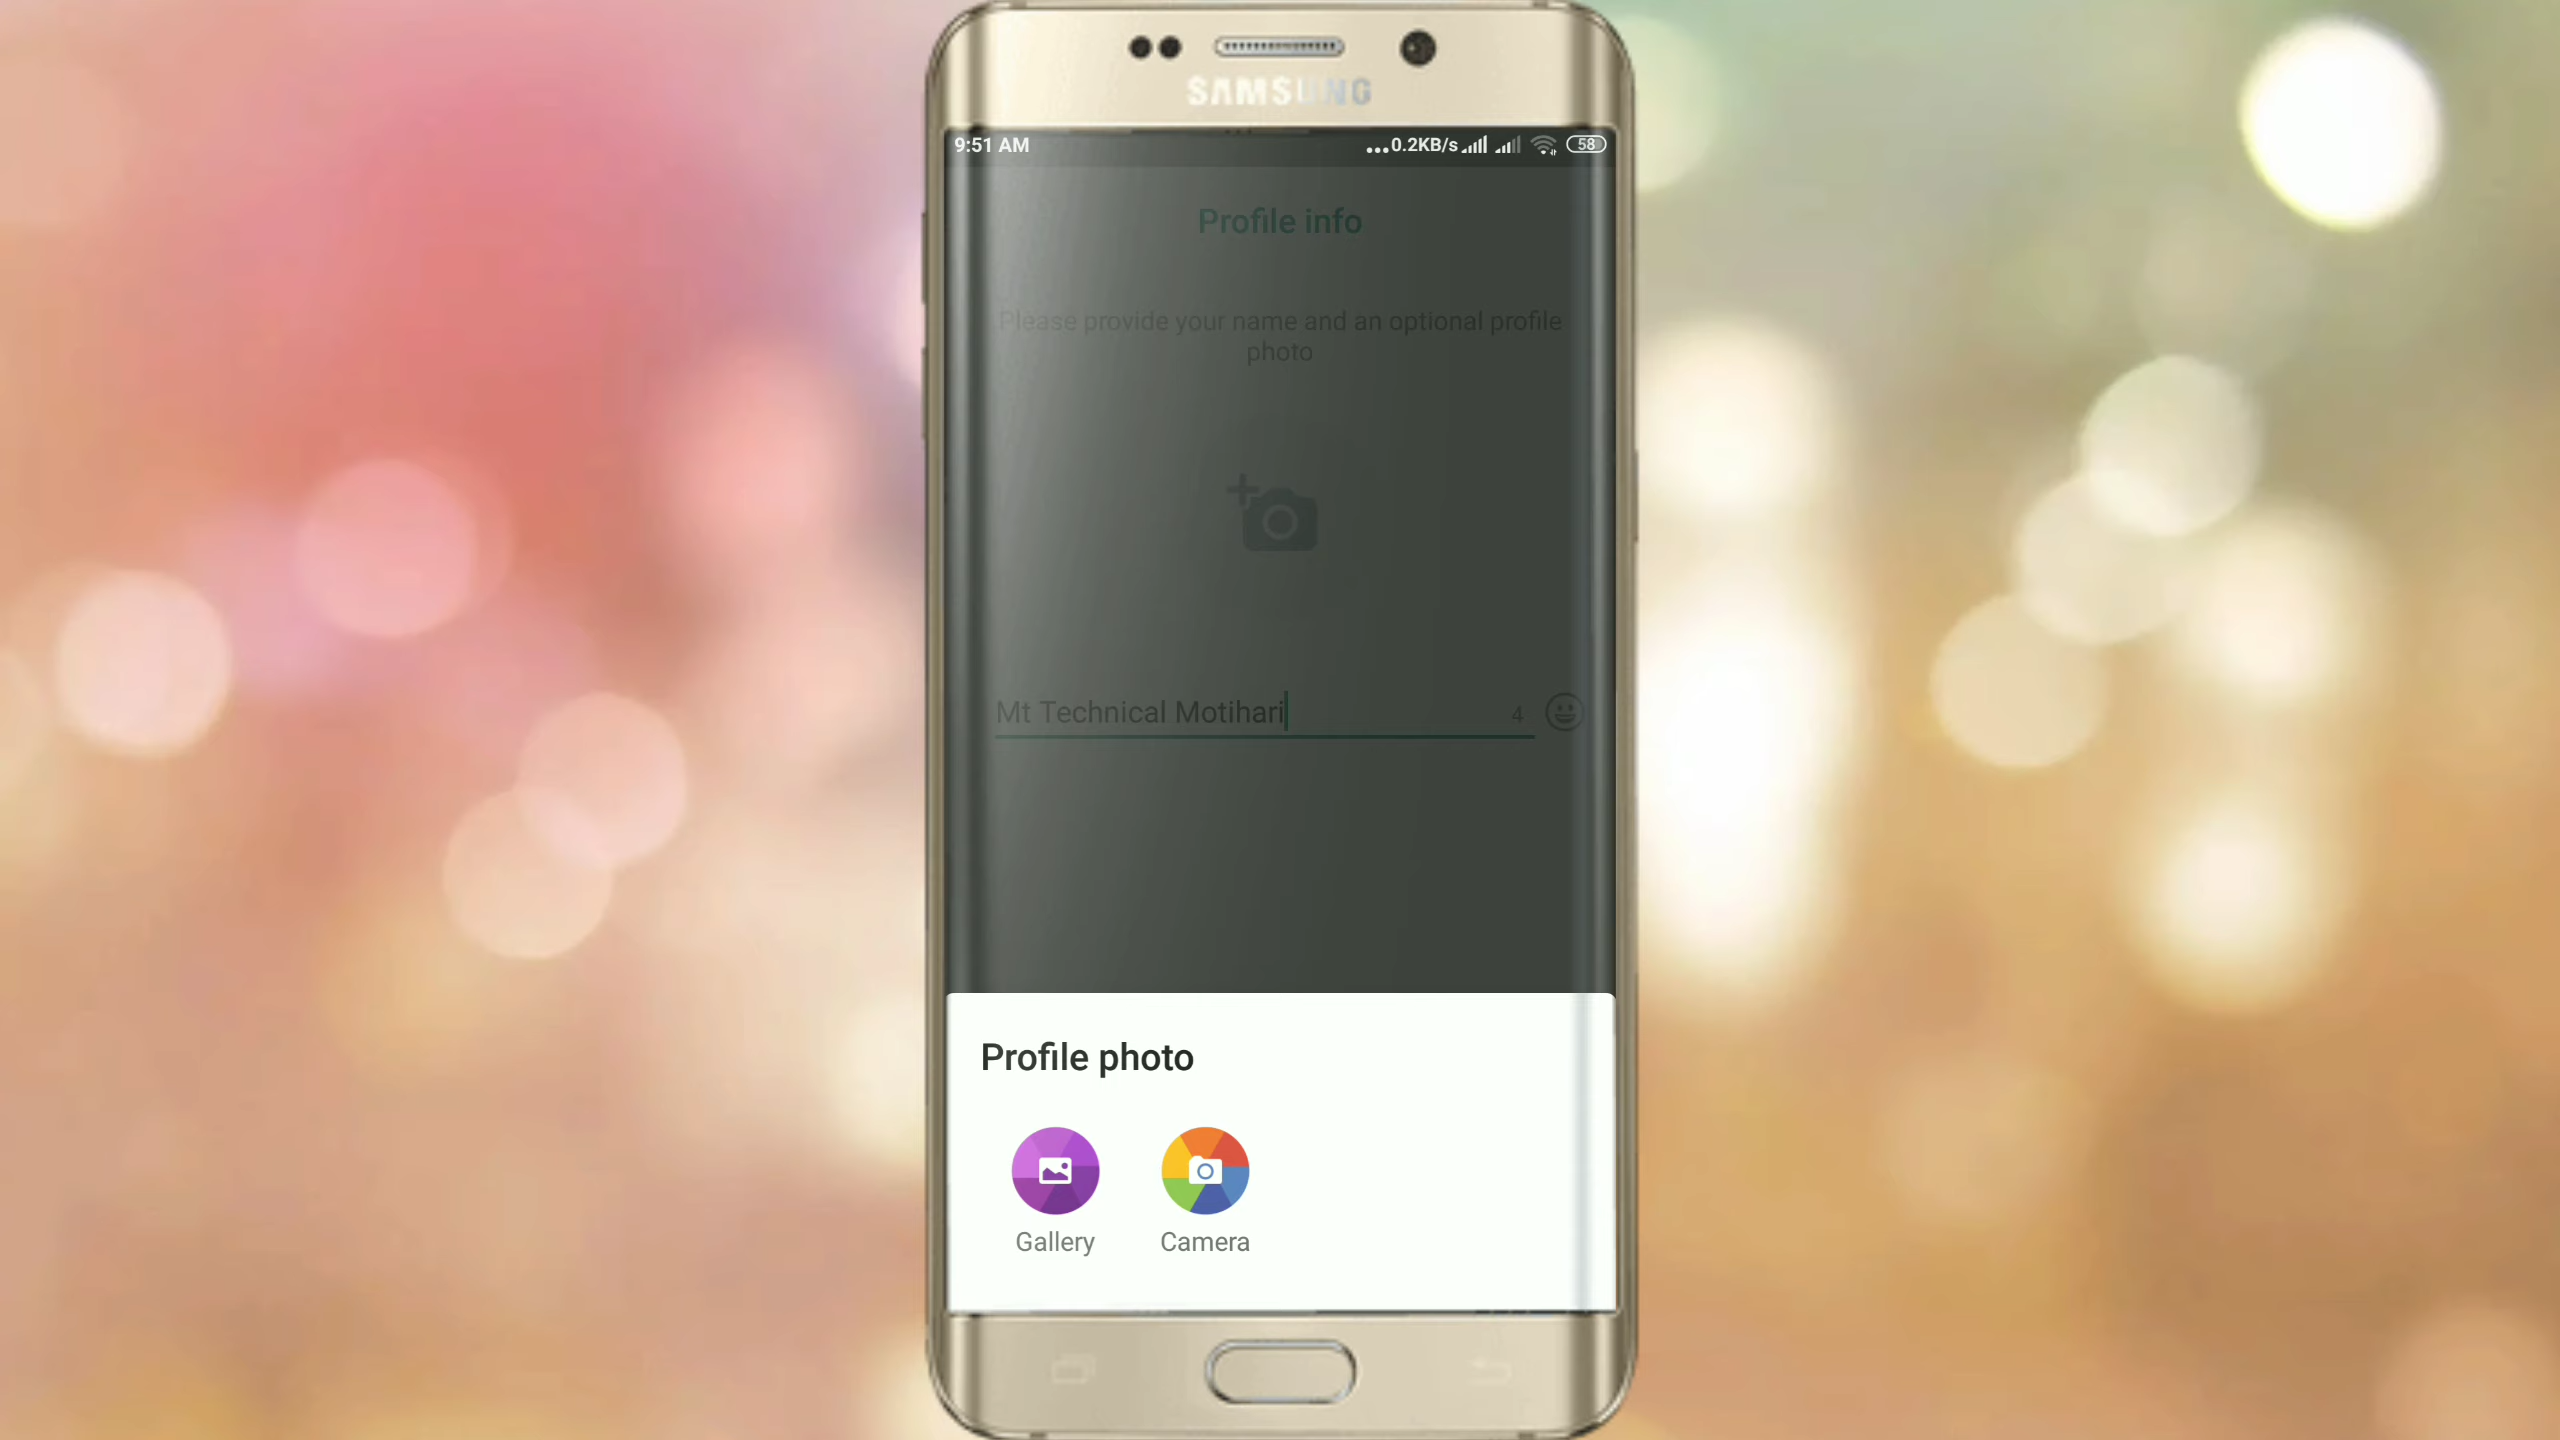 SAMSUNG
9:51 AM
...0.2KB/s
58
Profile info
Please provide your name and an optional profile
photo
Mt Technical Motihari
4
Profile photo
Gallery
Camera